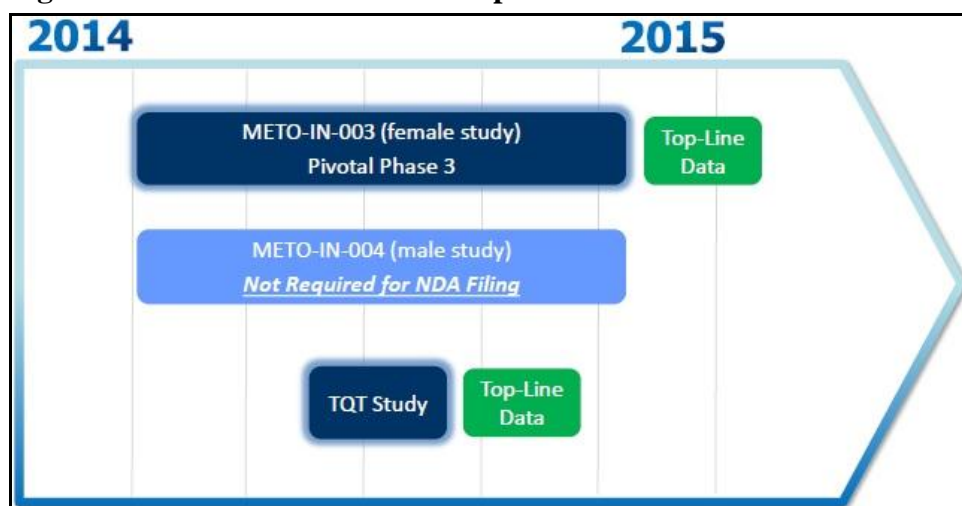 2014
2015
METO-IN-003 (female study)
Pivotal Phase 3
Top-Line
Data
METO-IN-004 (male study)
Not Required for NDA Filing
TQT Study
Top-Line
Data